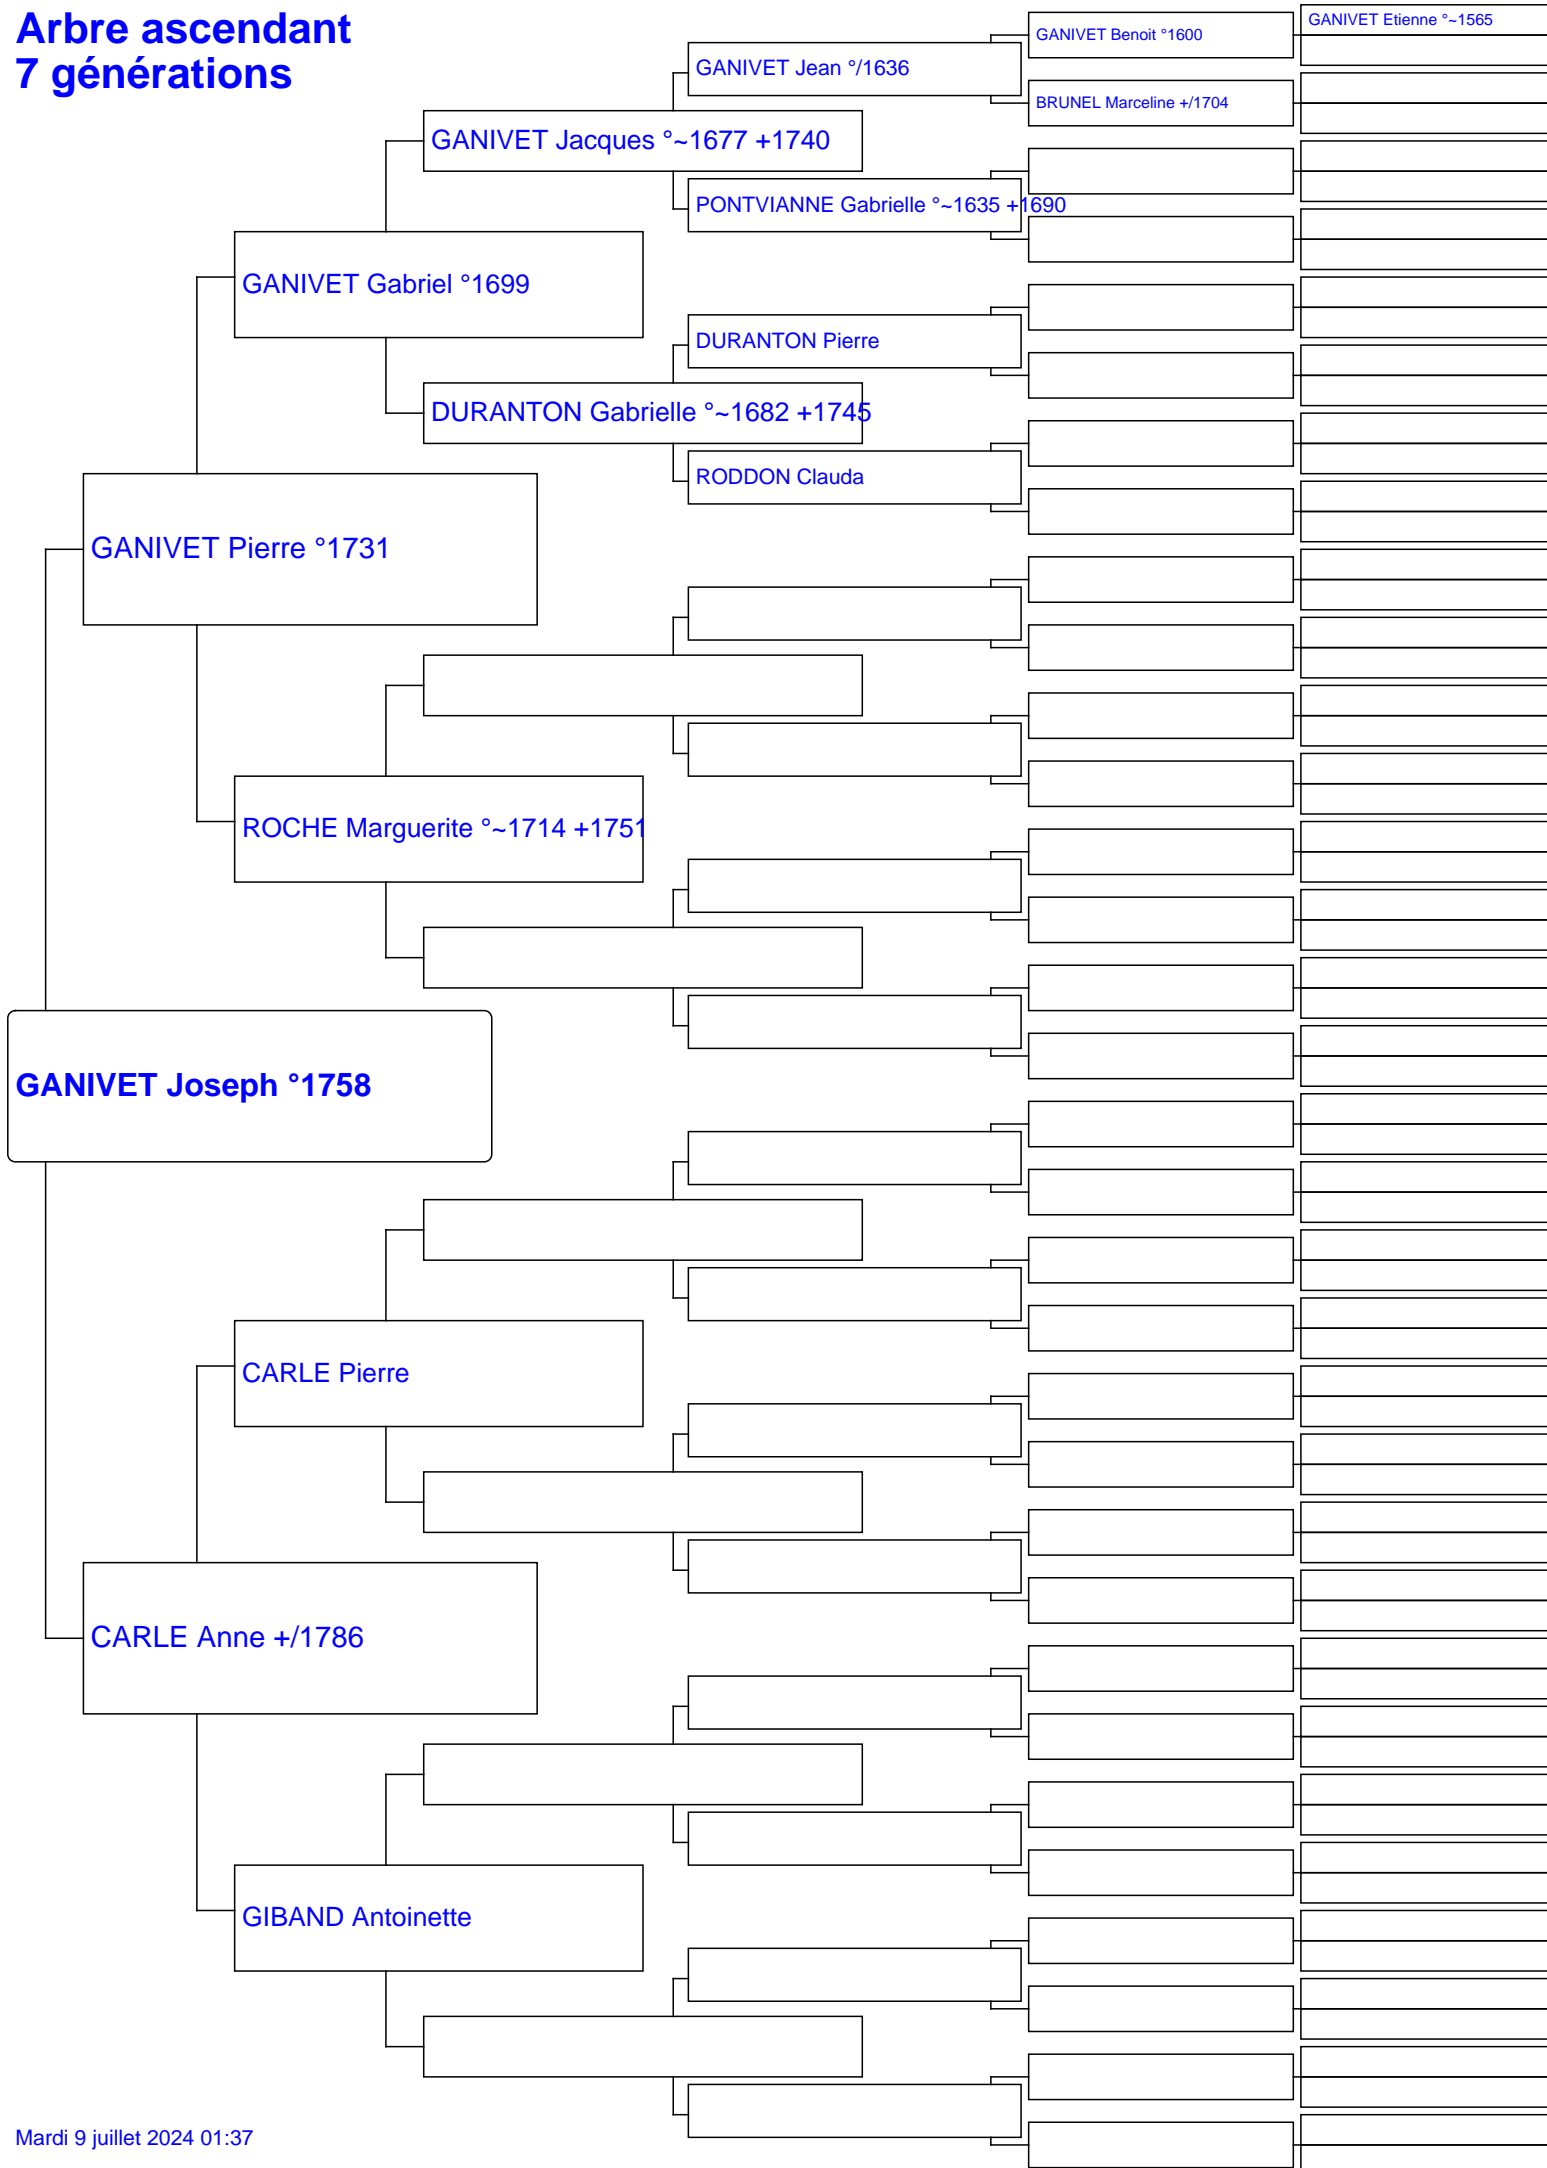 Arbre ascendant
7 générations
GANIVET Etienne °~1565
GANIVET Benoit °1600
GANIVET Jean °/1636
BRUNEL Marceline +/1704
GANIVET Jacques °~1677 +1740
PONTVIANNE Gabrielle °~1635 +1690
GANIVET Gabriel °1699
DURANTON Pierre
DURANTON Gabrielle °~1682 +1745
RODDON Clauda
GANIVET Pierre °1731
ROCHE Marguerite °~1714 +1751
GANIVET Joseph °1758
CARLE Pierre
CARLE Anne +/1786
GIBAND Antoinette
Mardi 9 juillet 2024 01:37